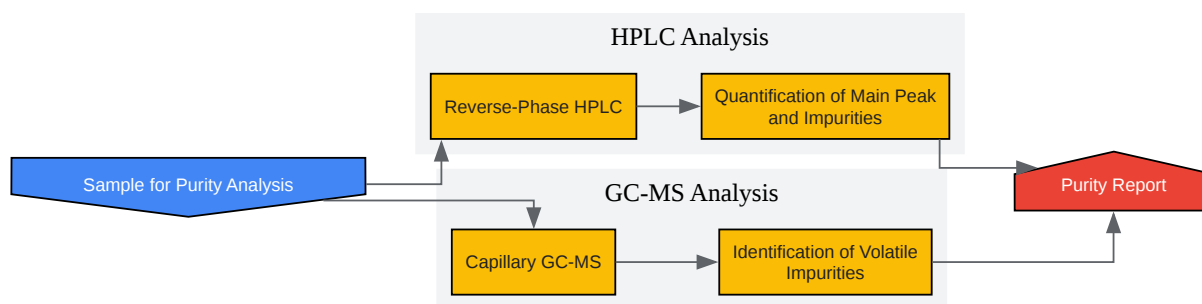 HPLC Analysis
Reverse-Phase HPLC
Quantification of Main Peak
and Impurities
Sample for Purity Analysis
Purity Report
GC-MS Analysis
Capillary GC-MS
Identification of Volatile
Impurities